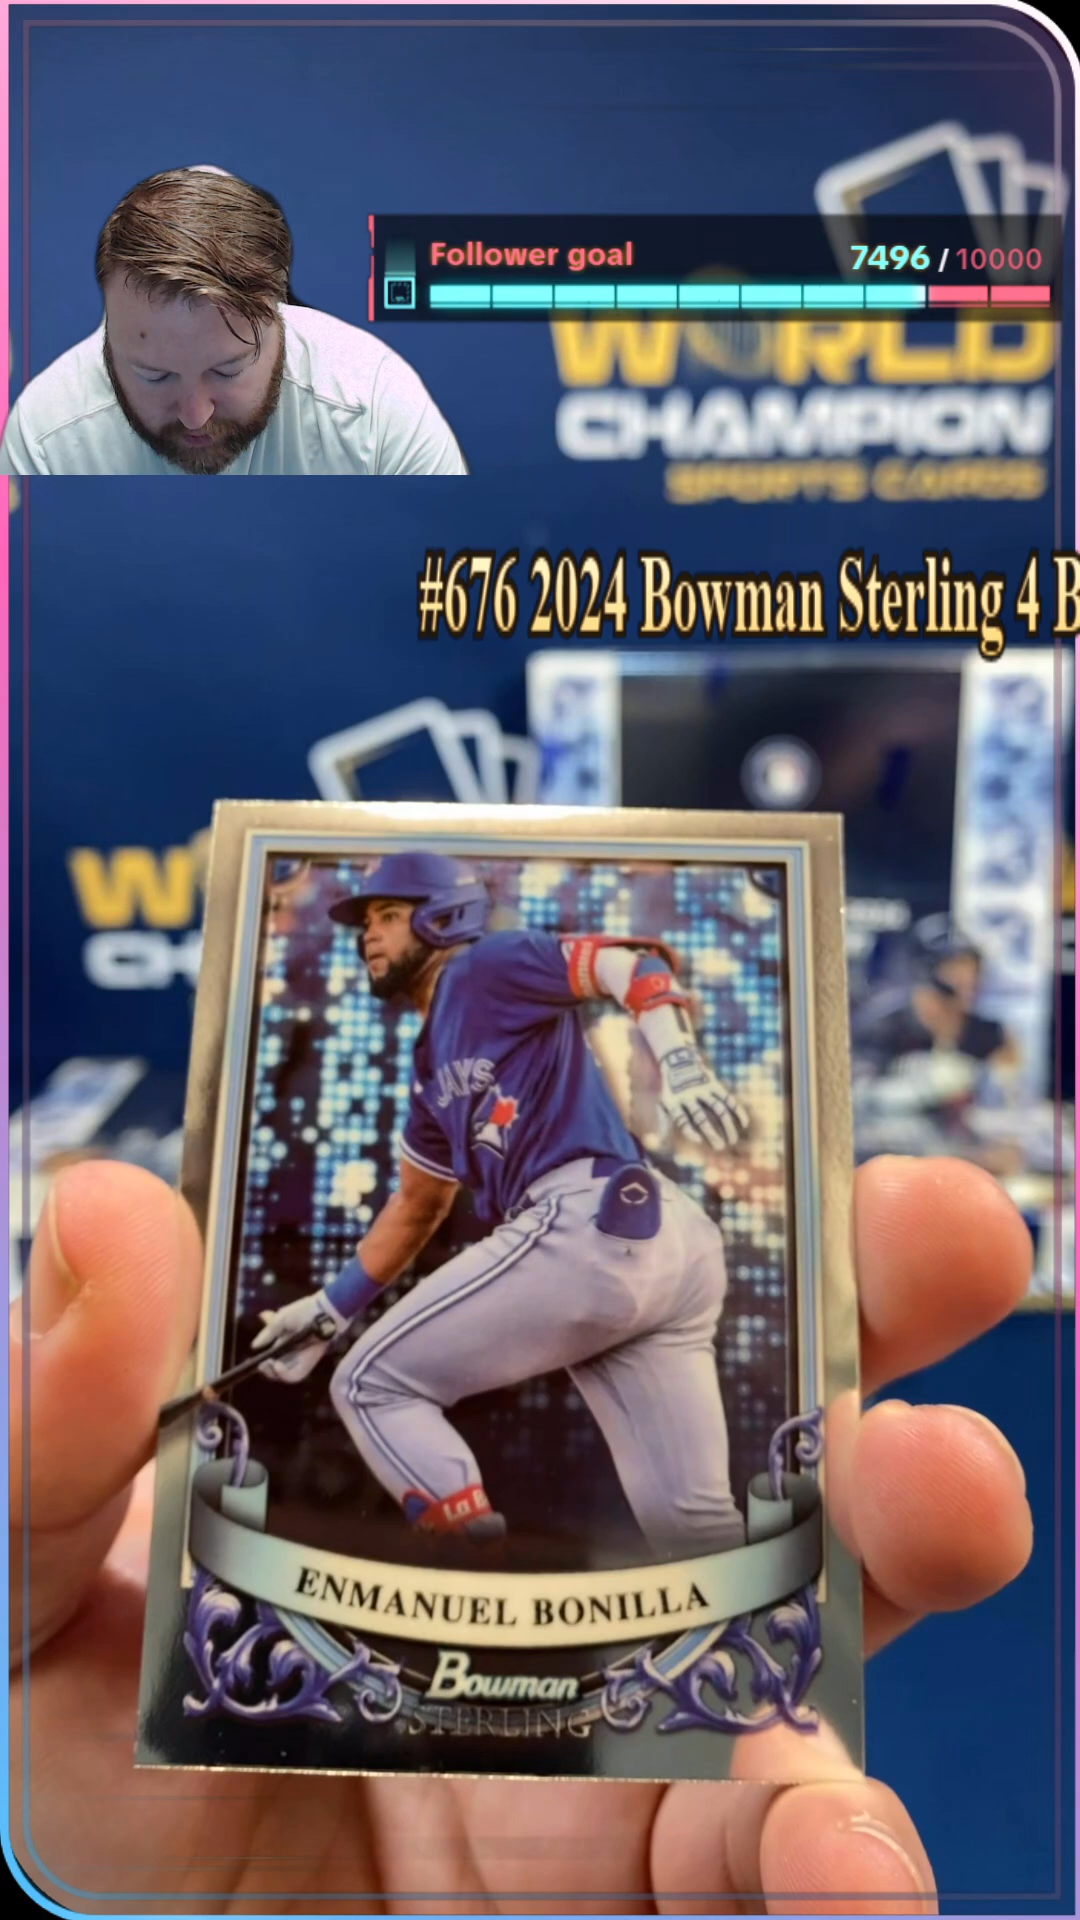 Follower goal 7496 / 10000
WORLD
CHAMPION
SPORTS CARDS
#676 2024 Bowman Sterling 4 B
JAYS
ENMANUEL BONILLA
Bowman
STERLING